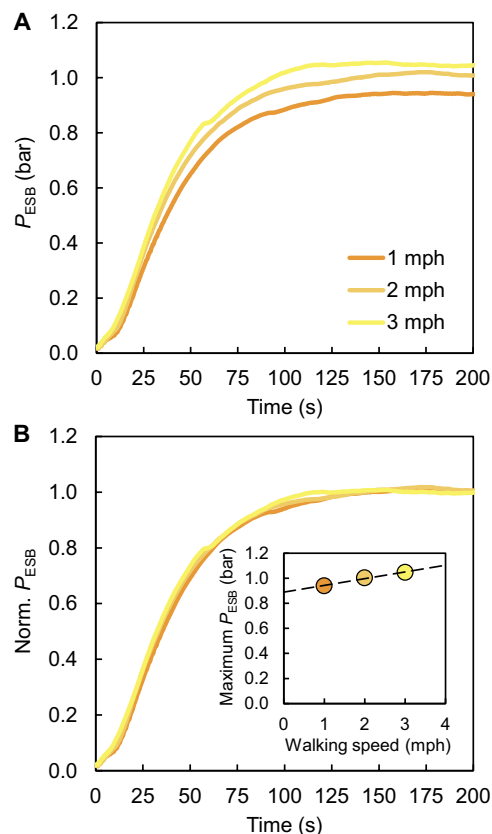 A
1.2
1.0
0.8
0.6
0.4
0.2
0.0
P_ESB (bar)
1 mph
2 mph
3 mph
0 25 50 75 100 125 150 175 200
Time (s)
B
1.2
1.0
0.8
0.6
0.4
0.2
0.0
Norm. P_ESB
1.2
1.0
0.8
0.6
0.4
0.2
0.0
Maximum P_ESB (bar)
0 1 2 3 4
Walking speed (mph)
0 25 50 75 100 125 150 175 200
Time (s)